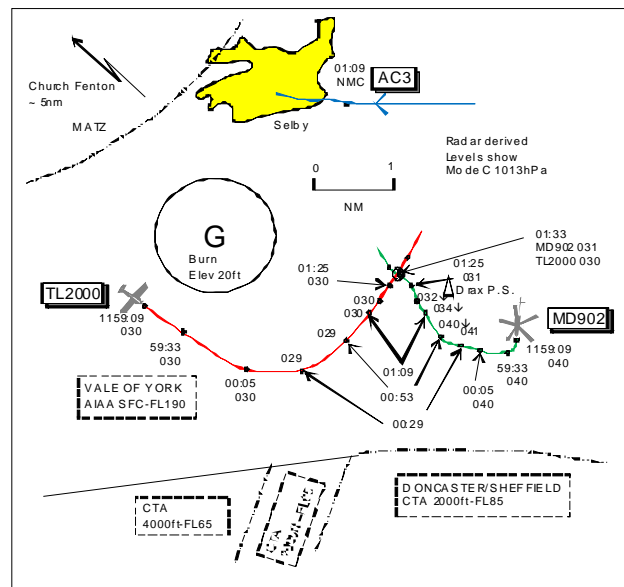 01:09
NMC
AC3
Church Fenton
~ 5nm
MATZ
Selby
Radar derived
Levels show
Mode C 1013hPa
0
1
NM
G
Burn
Elev 20ft
01:33
MD902 031
TL2000 030
01:25
030
01:25
031
Drax P.S.
TL2000
MD902
030
030
032↓
034↓
040↓
041
1159:09
030
59:33
030
029
029
01:09
1159:09
040
59:33
040
00:05
030
00:53
00:05
040
00:29
VALE OF YORK
AIAA SFC-FL190
CTA
4000ft-FL65
CTA
DONCASTER/SHEFFIELD
CTA 2000ft-FL85